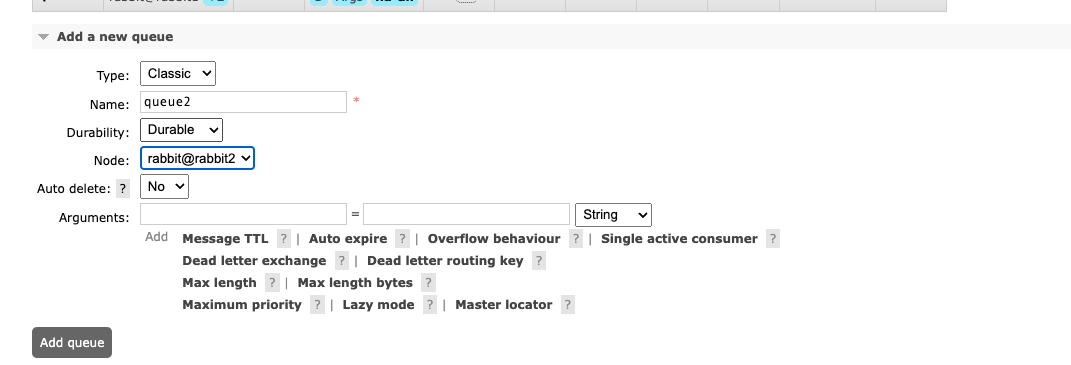 Add a new queue
Type: Classic
Name: queue2 *
Durability: Durable
Node: rabbit@rabbit2
Auto delete: ? No
Arguments: = String
Add Message TTL ? | Auto expire ? | Overflow behaviour ? | Single active consumer ?
Dead letter exchange ? | Dead letter routing key ?
Max length ? | Max length bytes ?
Maximum priority ? | Lazy mode ? | Master locator ?
Add queue